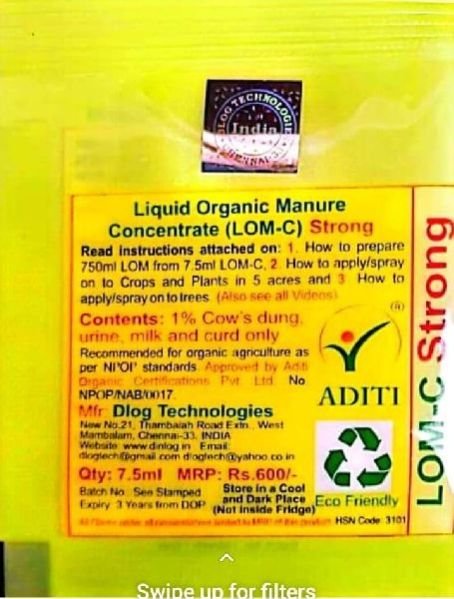 DLOG TECHNOLOGIES
India
CHENNAI-33
Liquid Organic Manure
Concentrate (LOM-C) Strong
Read instructions attached on: 1. How to prepare
750ml LOM from 7.5ml LOM-C, 2. How to apply/spray
on to Crops and Plants in 5 acres and 3 How to
apply/spray on to trees. (Also see all Videos)
Contents: 1% Cow's dung,
urine, milk and curd only
Recommended for organic agriculture as
per NPOP standards. Approved by Aditi
Organic Certifications Pvt. Ltd. No
NPOP/NAB/0017.
Mfr: Dlog Technologies
New No.21, Thambaiah Road Extn., West
Mambalam, Chennai-33. INDIA
Website: www.dinlog.in Email:
dlogtech@gmail.com dlogtech@yahoo.co.in
Qty: 7.5ml MRP: Rs.600/-
Batch No. See Stamped
Expiry: 3 Years from DOP
Store in a Cool
and Dark Place
(Not inside Fridge)
(R)
ADITI
Eco Friendly
HSN Code: 3101
LOM-C Strong
Swipe up for filters